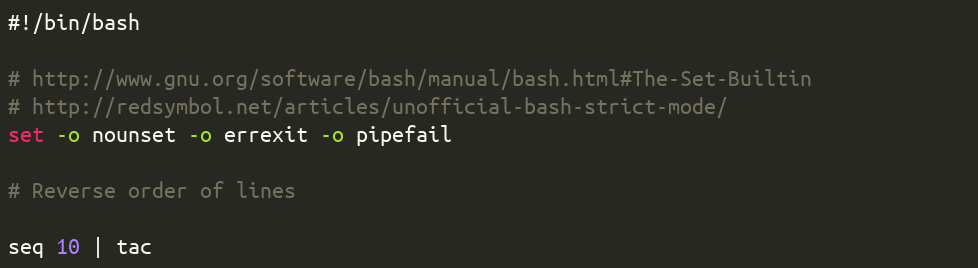 #!/bin/bash

# http://www.gnu.org/software/bash/manual/bash.html#The-Set-Builtin
# http://redsymbol.net/articles/unofficial-bash-strict-mode/
set -o nounset -o errexit -o pipefail

# Reverse order of lines

seq 10 | tac